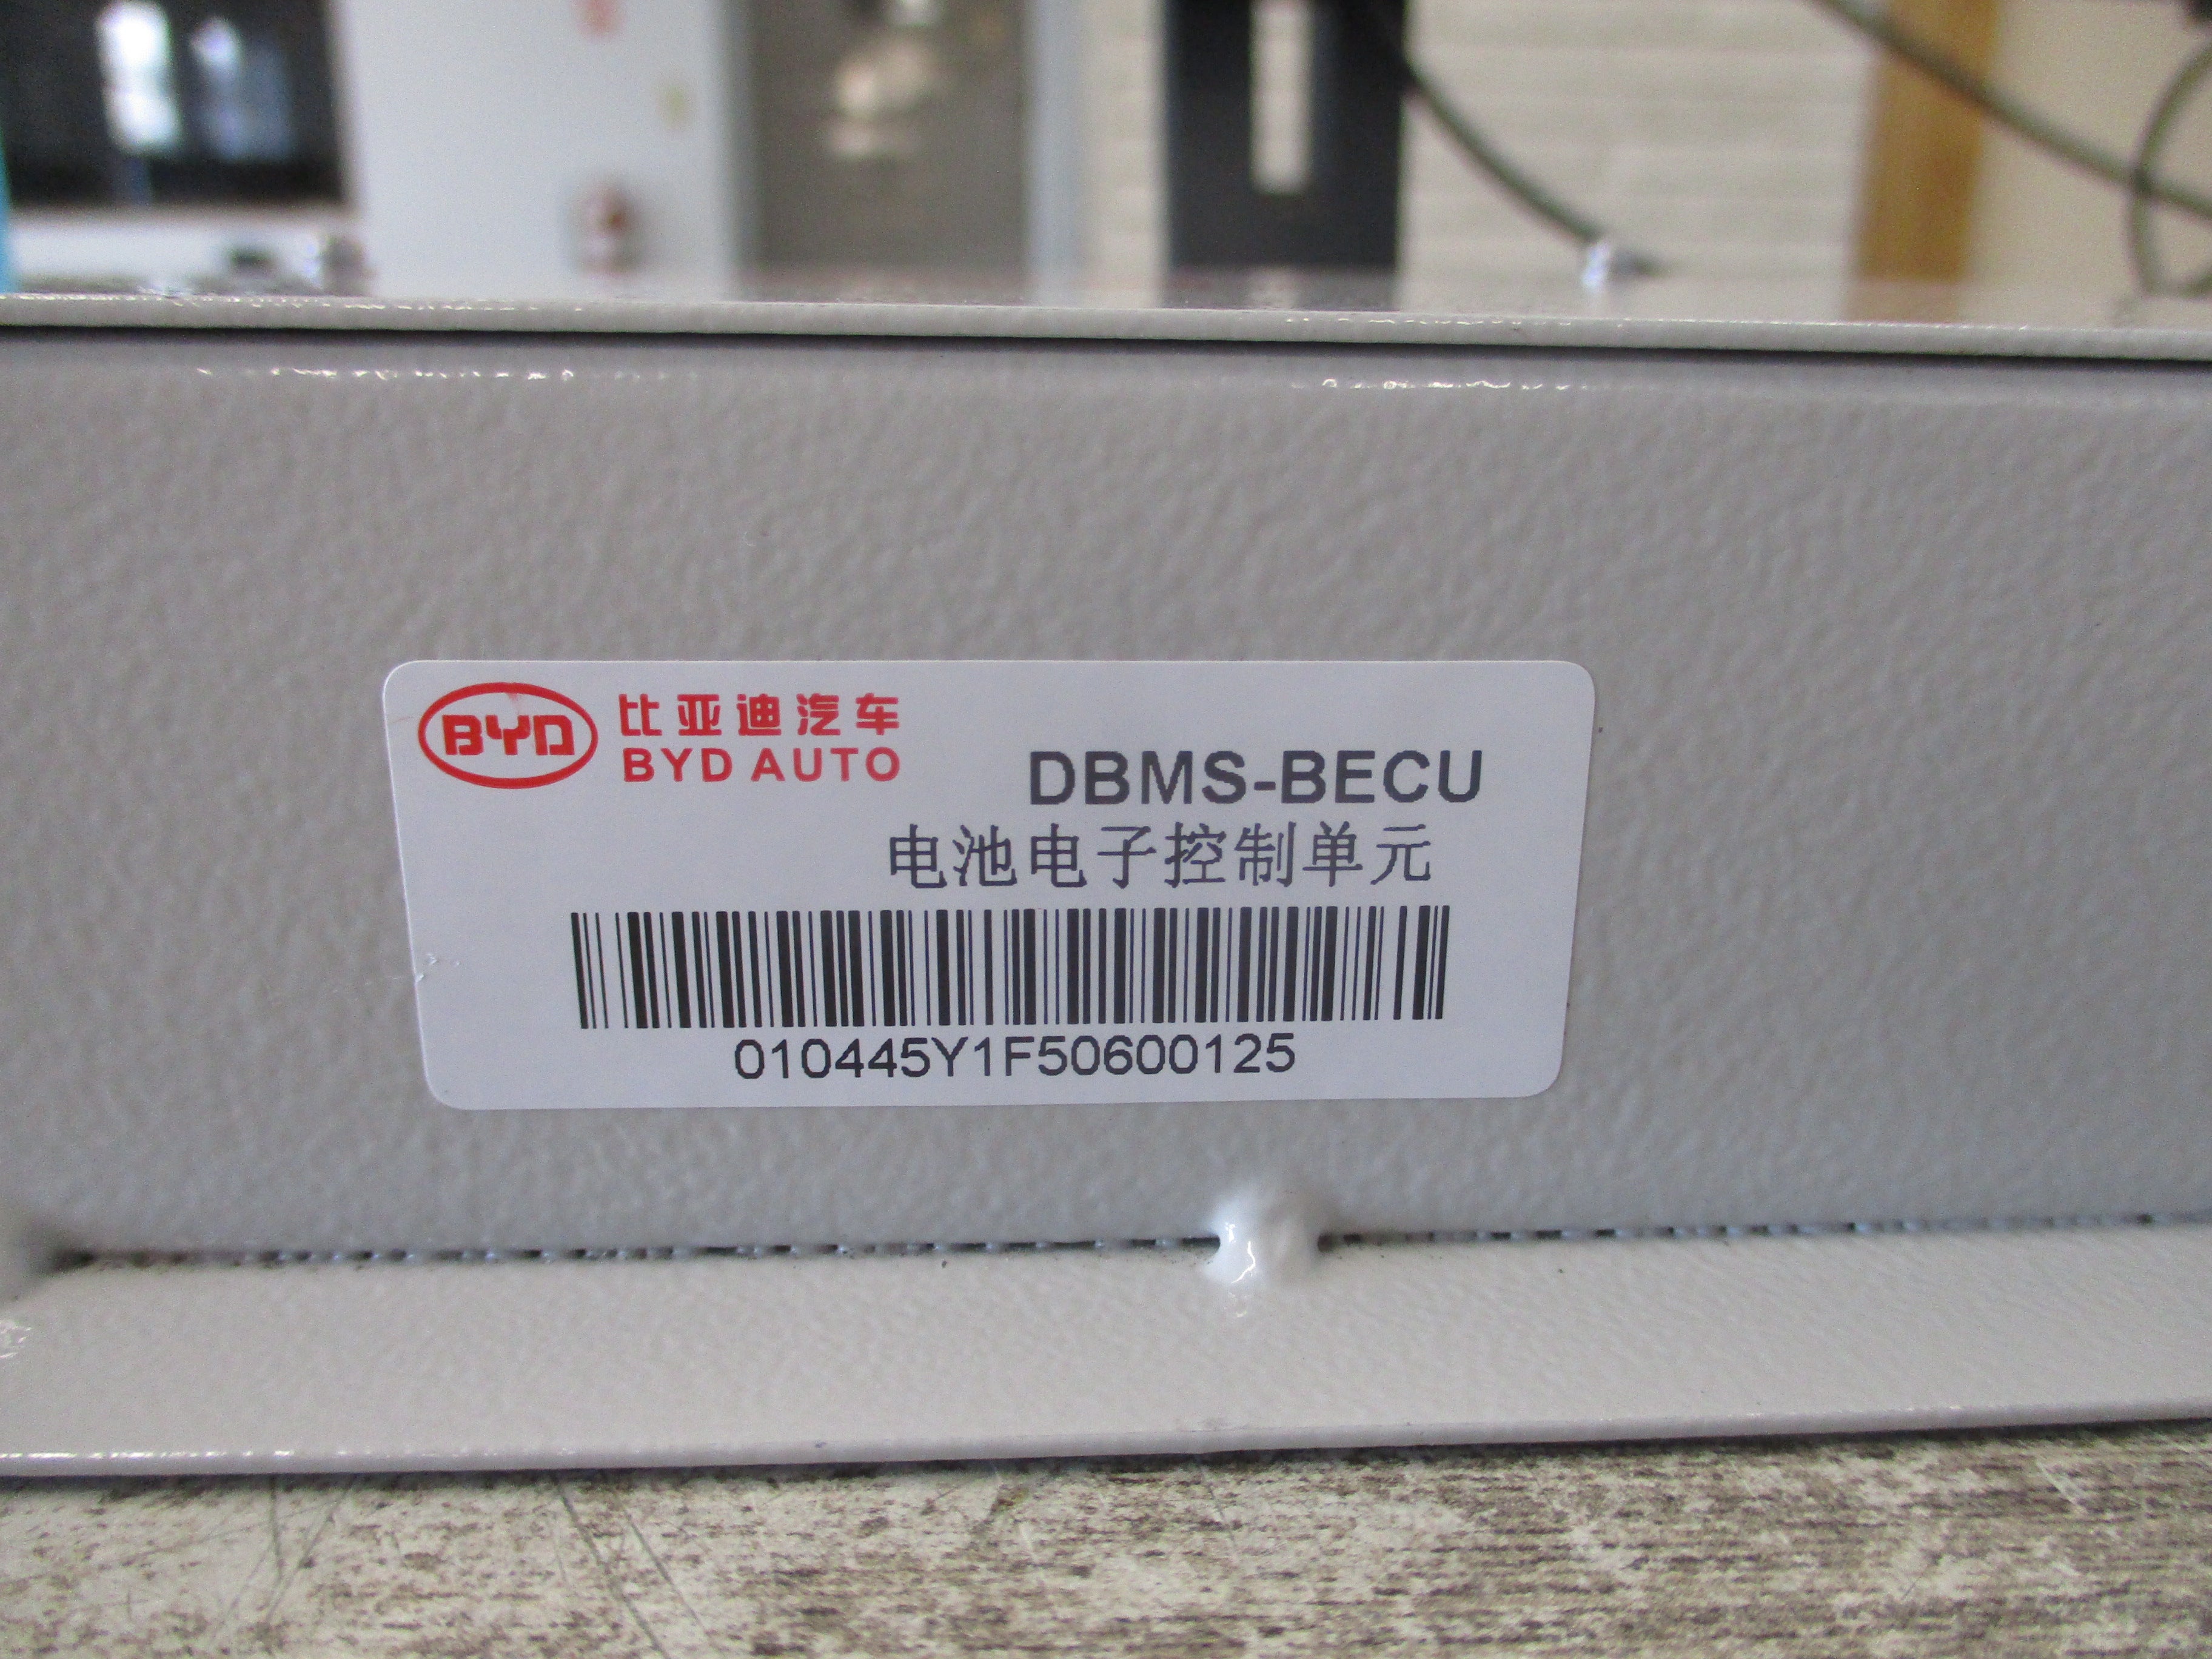 BYD
比亚迪汽车
BYD AUTO
DBMS-BECU
电池电子控制单元
010445Y1F50600125